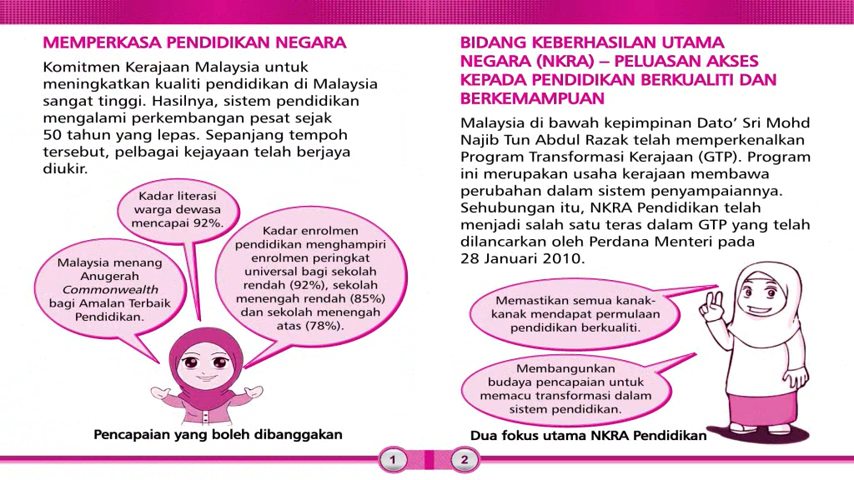 MEMPERKASA PENDIDIKAN NEGARA
Komitmen Kerajaan Malaysia untuk
meningkatkan kualiti pendidikan di Malaysia
sangat tinggi. Hasilnya, sistem pendidikan
mengalami perkembangan pesat sejak
50 tahun yang lepas. Sepanjang tempoh
tersebut, pelbagai kejayaan telah berjaya
diukir.
Kadar literasi
warga dewasa
mencapai 92%.
Malaysia menang
Anugerah
Commonwealth
bagi Amalan Terbaik
Pendidikan.
Kadar enrolmen
pendidikan menghampiri
enrolmen peringkat
universal bagi sekolah
rendah (92%), sekolah
menengah rendah (85%)
dan sekolah menengah
atas (78%).
Pencapaian yang boleh dibanggakan
1
BIDANG KEBERHASILAN UTAMA
NEGARA (NKRA) – PELUASAN AKSES
KEPADA PENDIDIKAN BERKUALITI DAN
BERKEMAMPUAN
Malaysia di bawah kepimpinan Dato’ Sri Mohd
Najib Tun Abdul Razak telah memperkenalkan
Program Transformasi Kerajaan (GTP). Program
ini merupakan usaha kerajaan membawa
perubahan dalam sistem penyampaiannya.
Sehubungan itu, NKRA Pendidikan telah
menjadi salah satu teras dalam GTP yang telah
dilancarkan oleh Perdana Menteri pada
28 Januari 2010.
Memastikan semua kanak-
kanak mendapat permulaan
pendidikan berkualiti.
Membangunkan
budaya pencapaian untuk
memacu transformasi dalam
sistem pendidikan.
Dua fokus utama NKRA Pendidikan
2